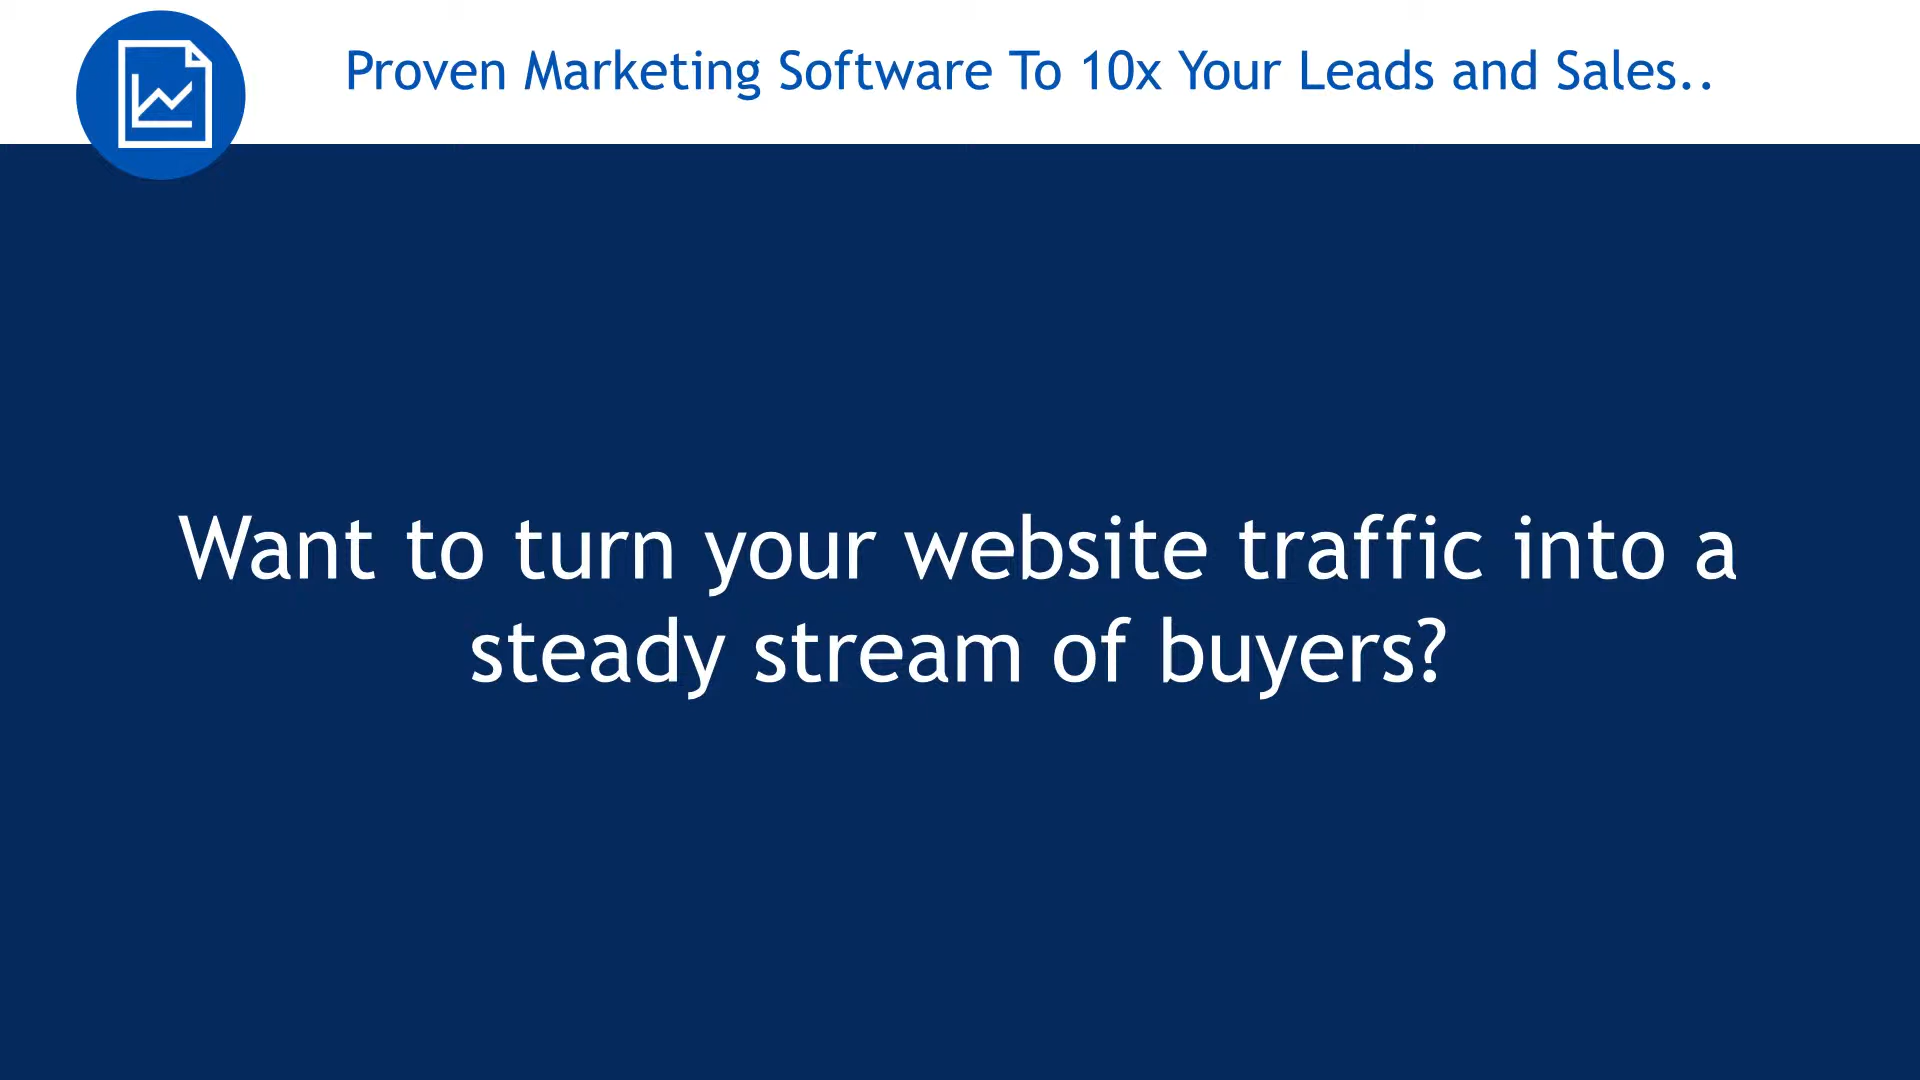 Proven Marketing Software To 10x Your Leads and Sales..
Want to turn your website traffic into a
steady stream of buyers?